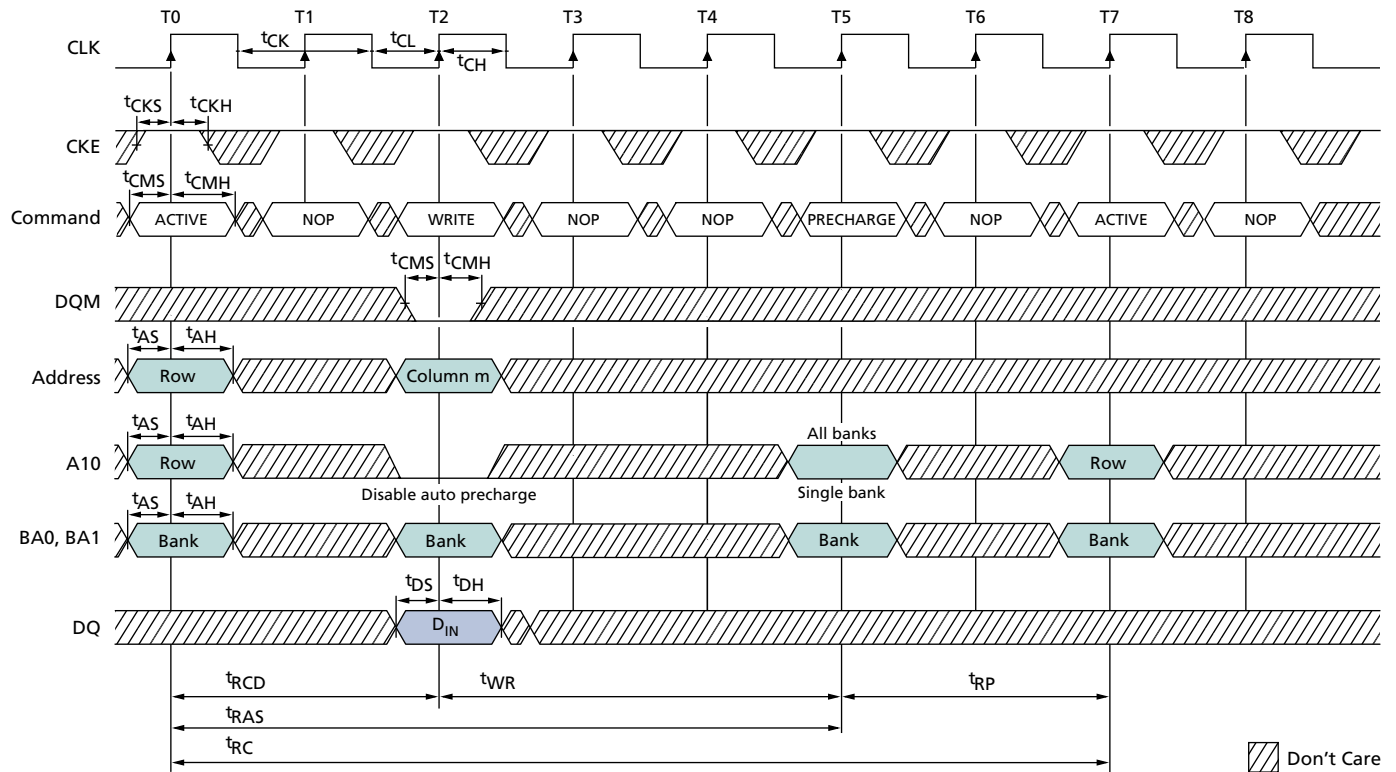 T0 T1 T2 T3 T4 T5 T6 T7 T8
CLK
tCK tCL
tCH
tCKS tCKH
CKE
tCMS tCMH
Command ACTIVE NOP WRITE NOP NOP PRECHARGE NOP ACTIVE NOP
tCMS tCMH
DQM
tAS tAH
Address Row Column m
tAS tAH
All banks
A10 Row Row
Disable auto precharge Single bank
tAS tAH
BA0, BA1 Bank Bank Bank Bank
tDS tDH
DQ DIN
tRCD tWR tRP
tRAS
tRC
Don't Care